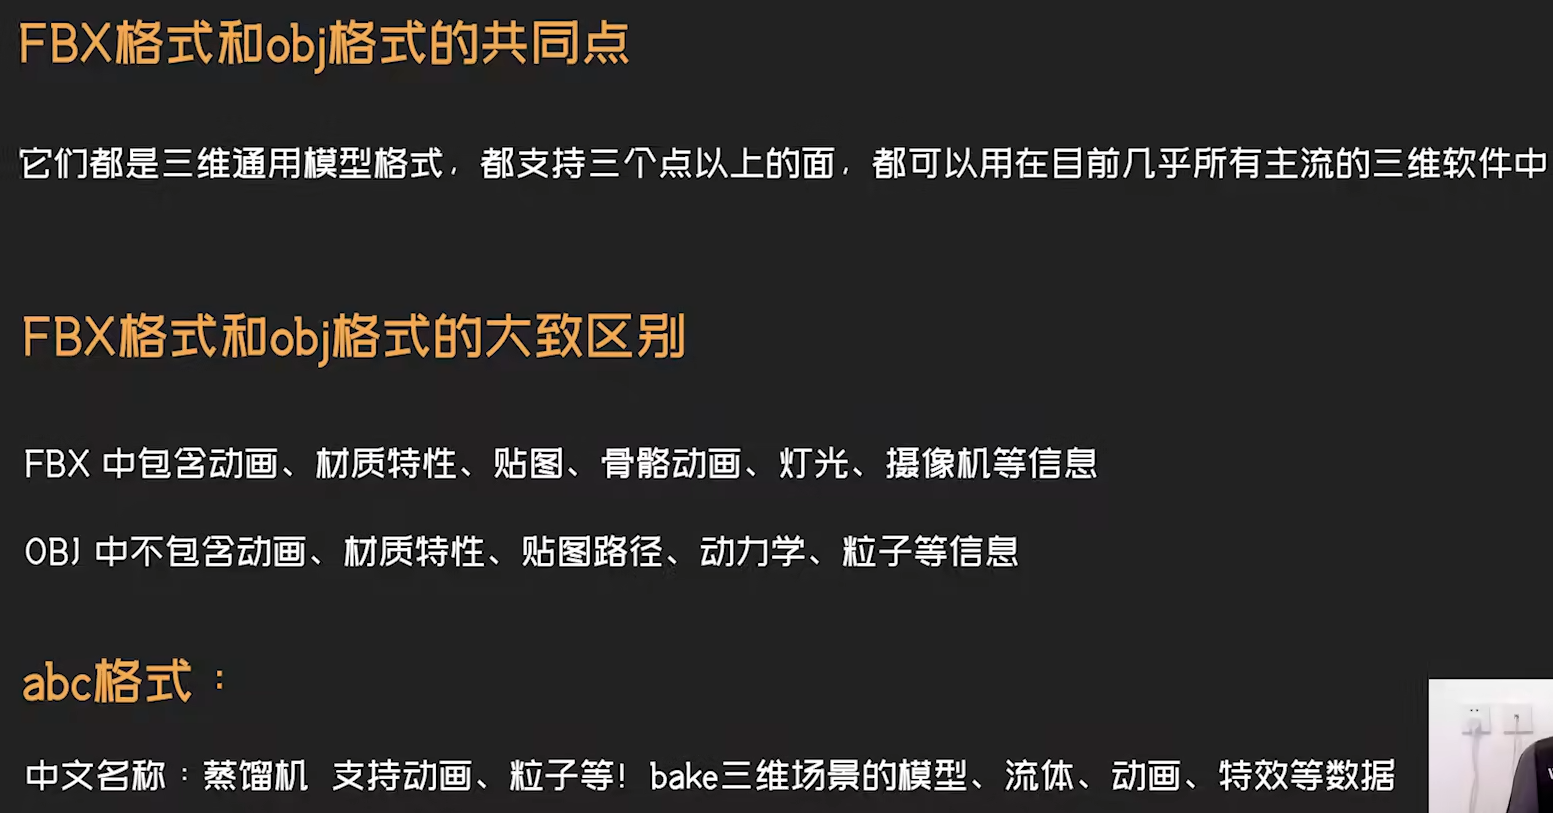 FBX格式和obj格式的共同点
它们都是三维通用模型格式，都支持三个点以上的面，都可以用在目前几乎所有主流的三维软件中
FBX格式和obj格式的大致区别
FBX 中包含动画、材质特性、贴图、骨骼动画、灯光、摄像机等信息
OBJ 中不包含动画、材质特性、贴图路径、动力学、粒子等信息
abc格式：
中文名称：蒸馏机 支持动画、粒子等！bake三维场景的模型、流体、动画、特效等数据